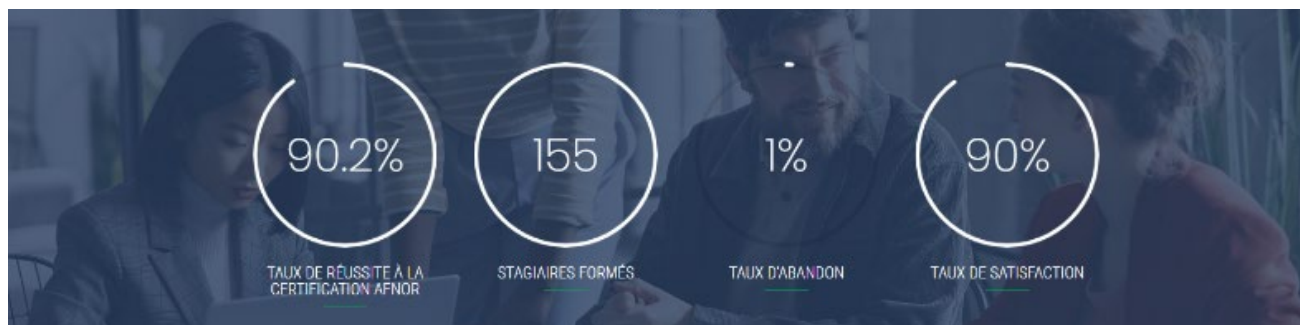 90.2%
155
1%
90%
TAUX DE RÉUSSITE À LA
CERTIFICATION AFNOR
STAGIAIRES FORMÉS
TAUX D'ABANDON
TAUX DE SATISFACTION